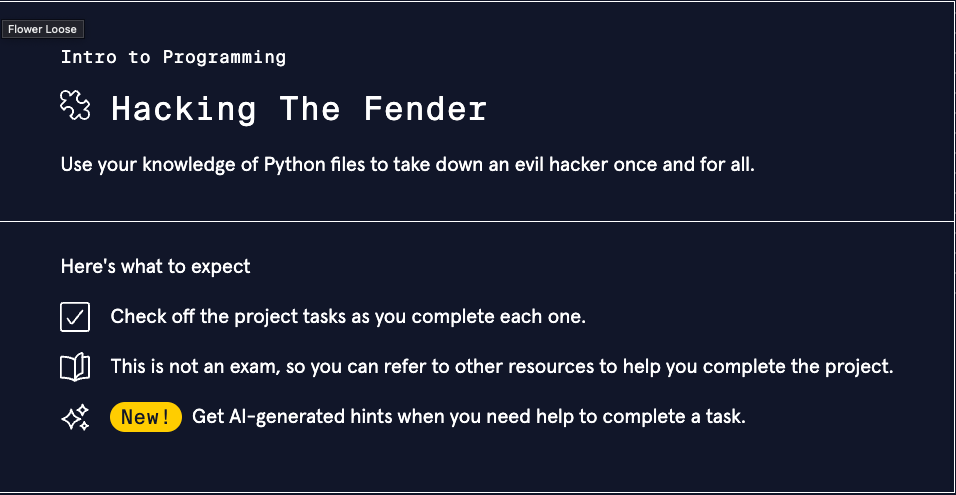 Flower Loose
Intro to Programming
Hacking The Fender
Use your knowledge of Python files to take down an evil hacker once and for all.
Here's what to expect
Check off the project tasks as you complete each one.
This is not an exam, so you can refer to other resources to help you complete the project.
New! Get AI-generated hints when you need help to complete a task.